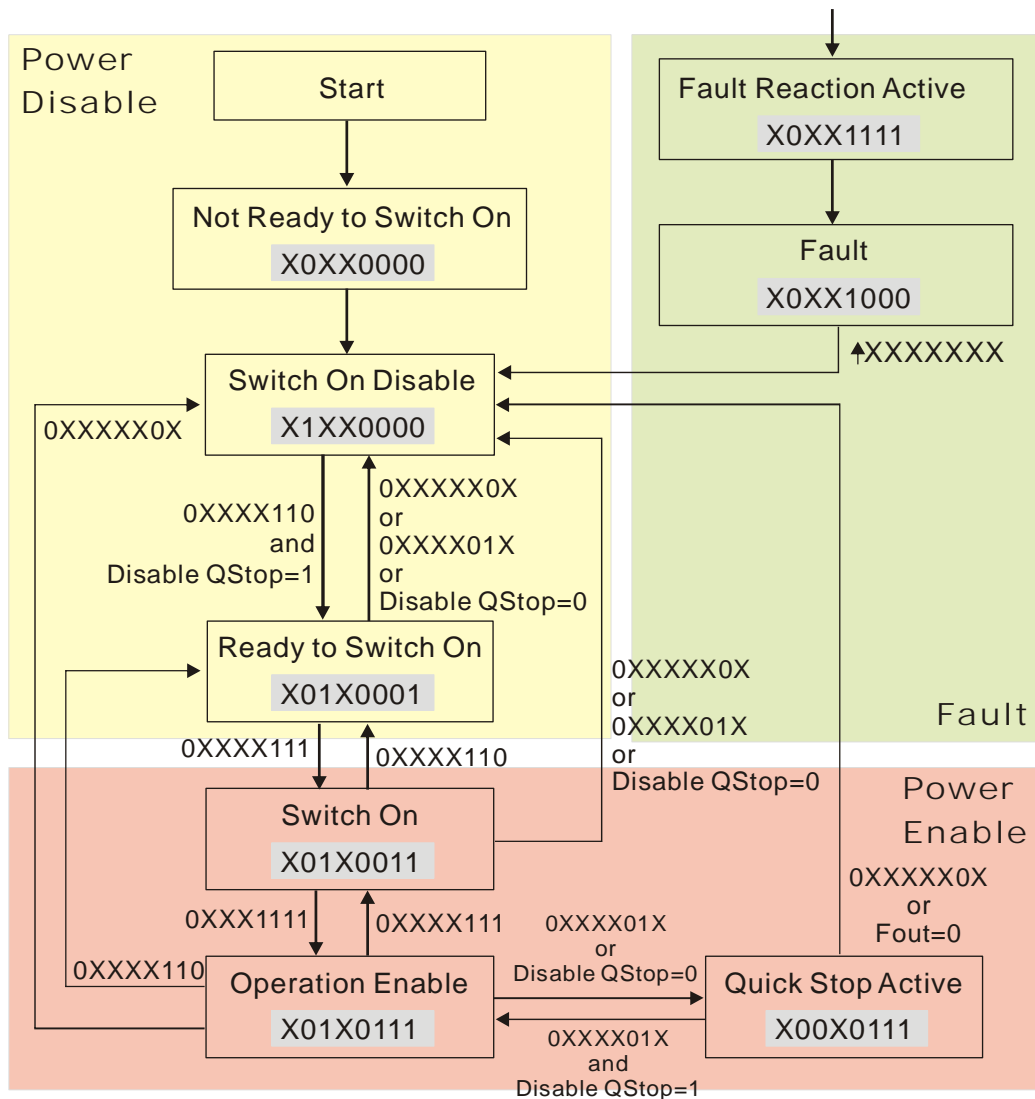 Power
Disable
Start
Not Ready to Switch On
X0XX0000
Switch On Disable
X1XX0000
0XXXXX0X
0XXXX110
and
Disable QStop=1
0XXXXX0X
or
0XXXX01X
or
Disable QStop=0
Ready to Switch On
X01X0001
0XXXX111
0XXXX110
Fault Reaction Active
X0XX1111
Fault
X0XX1000
XXXXXXX
Fault
0XXXXX0X
or
0XXXX01X
or
Disable QStop=0
Power
Enable
Switch On
X01X0011
0XXX1111
0XXXX111
0XXXX110
Operation Enable
X01X0111
0XXXX01X
or
Disable QStop=0
0XXXX01X
and
Disable QStop=1
0XXXXX0X
or
Fout=0
Quick Stop Active
X00X0111